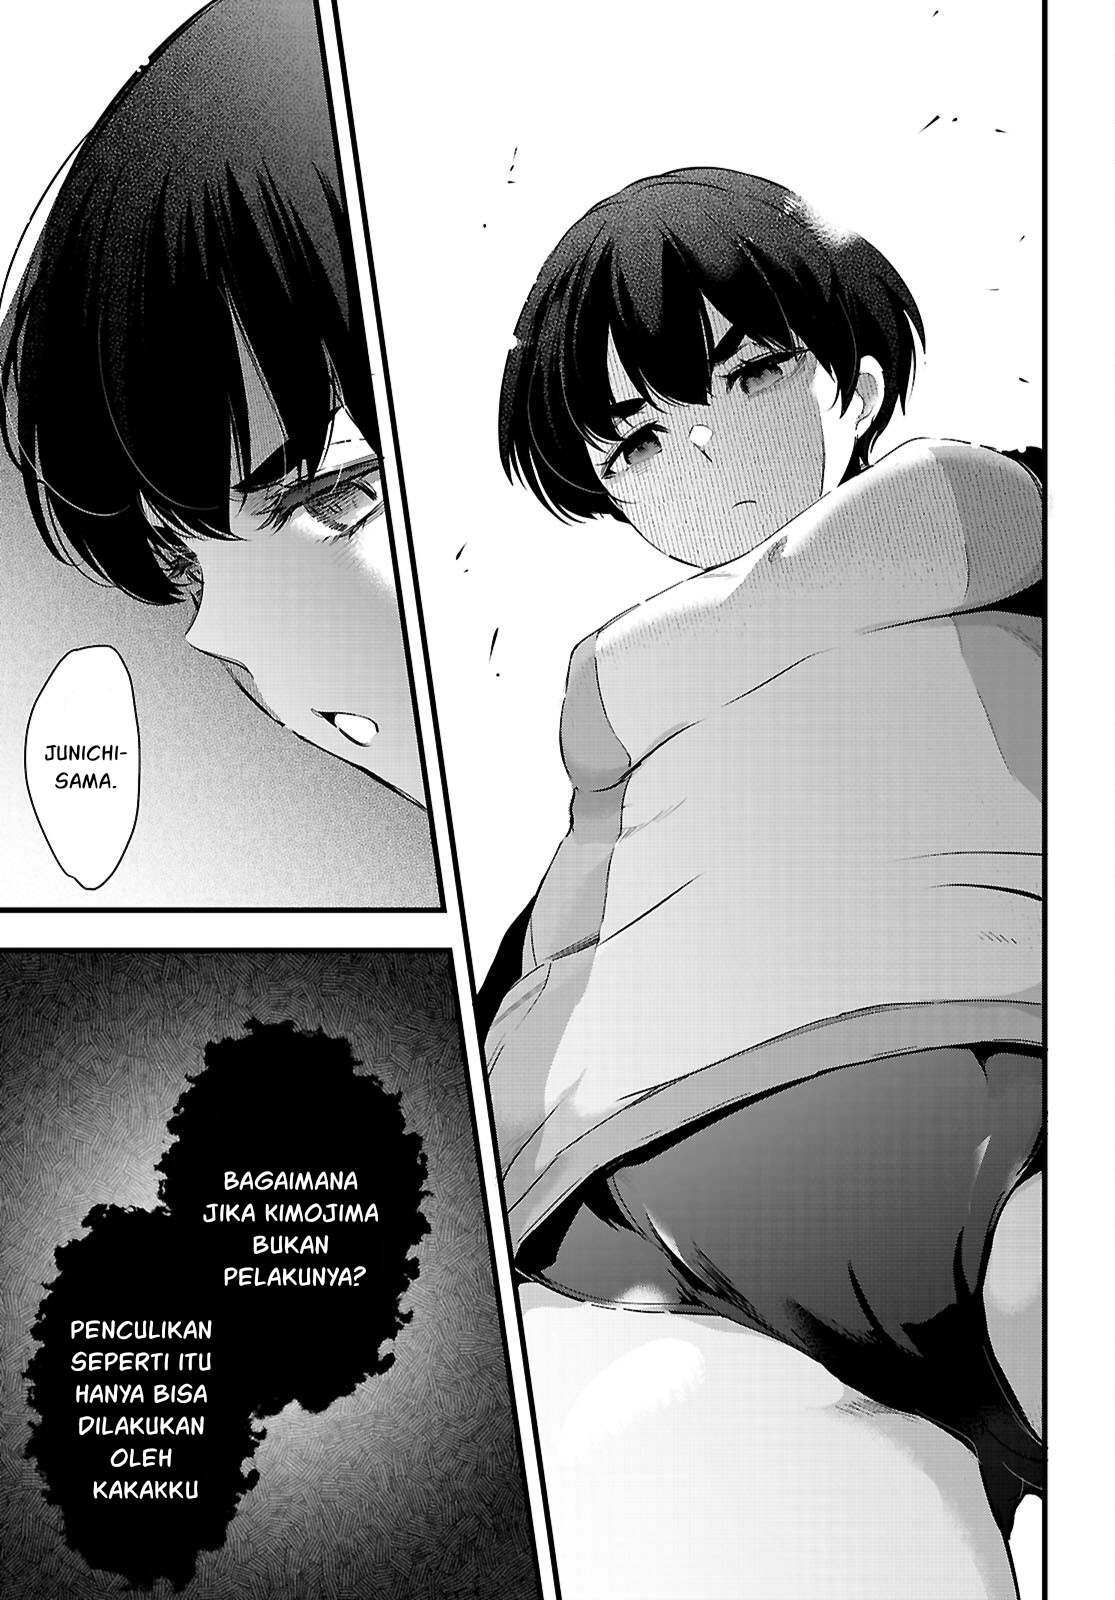 JUNICHI-
SAMA.
BAGAIMANA
JIKA KIMOJIMA
BUKAN
PELAKUNYA?
PENCULIKAN
SEPERTI ITU
HANYA BISA
DILAKUKAN
OLEH
KAKAKKU